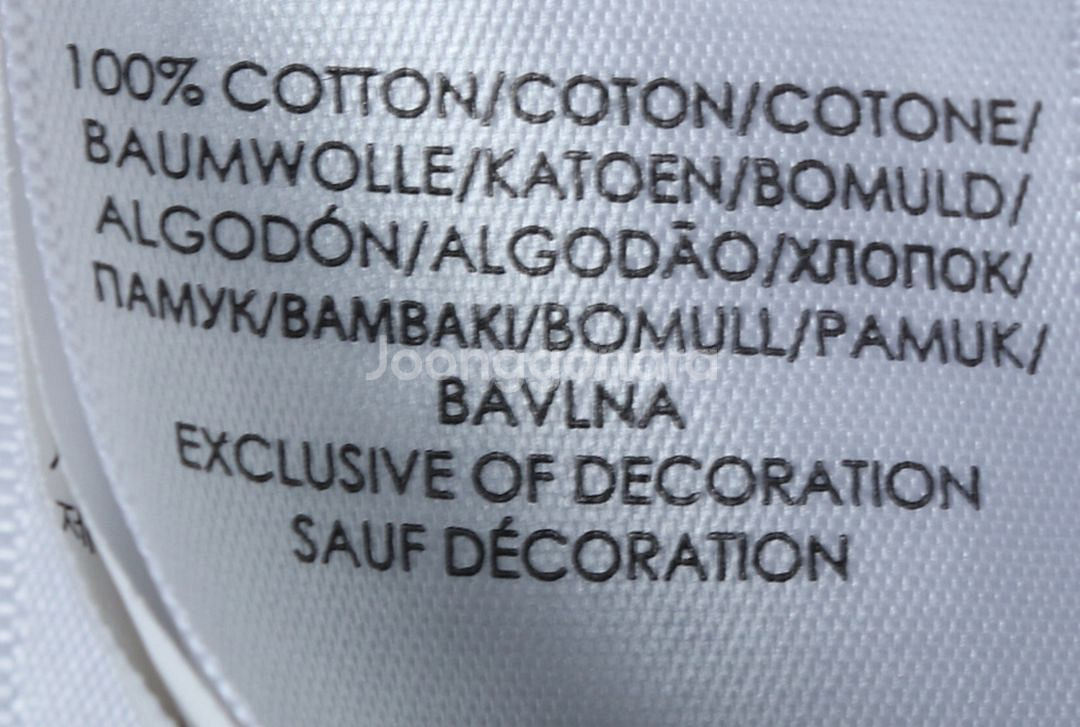 100% COTTON/COTON/COTONE/
BAUMWOLLE/KATOEN/BOMULD/
ALGODÓN/ALGODÃO/ХЛОПОК/
ПАМУК/BAMBAKI/BOMULL/PAMUK/
BAVLNA
EXCLUSIVE OF DECORATION
SAUF DÉCORATION